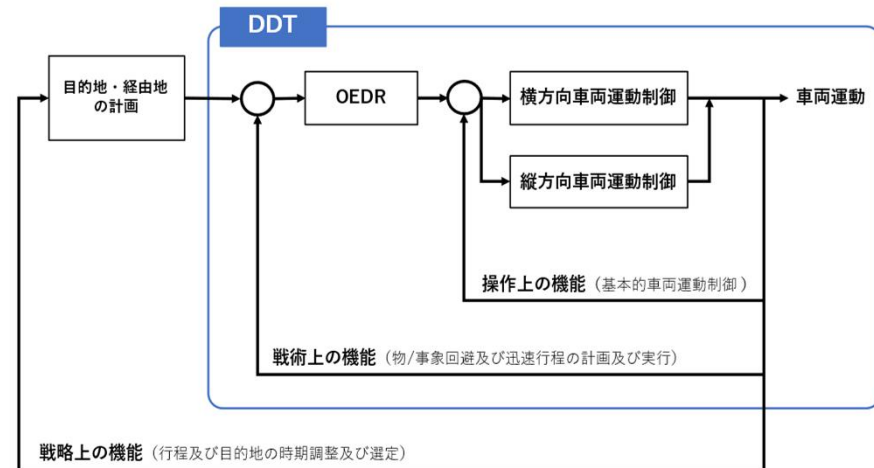 DDT
目的地・経由地
の計画
OEDR
横方向車両運動制御
車両運動
縦方向車両運動制御
操作上の機能（基本的車両運動制御）
戦術上の機能（物/事象回避及び迅速行程の計画及び実行）
戦略上の機能（行程及び目的地の時期調整及び選定）